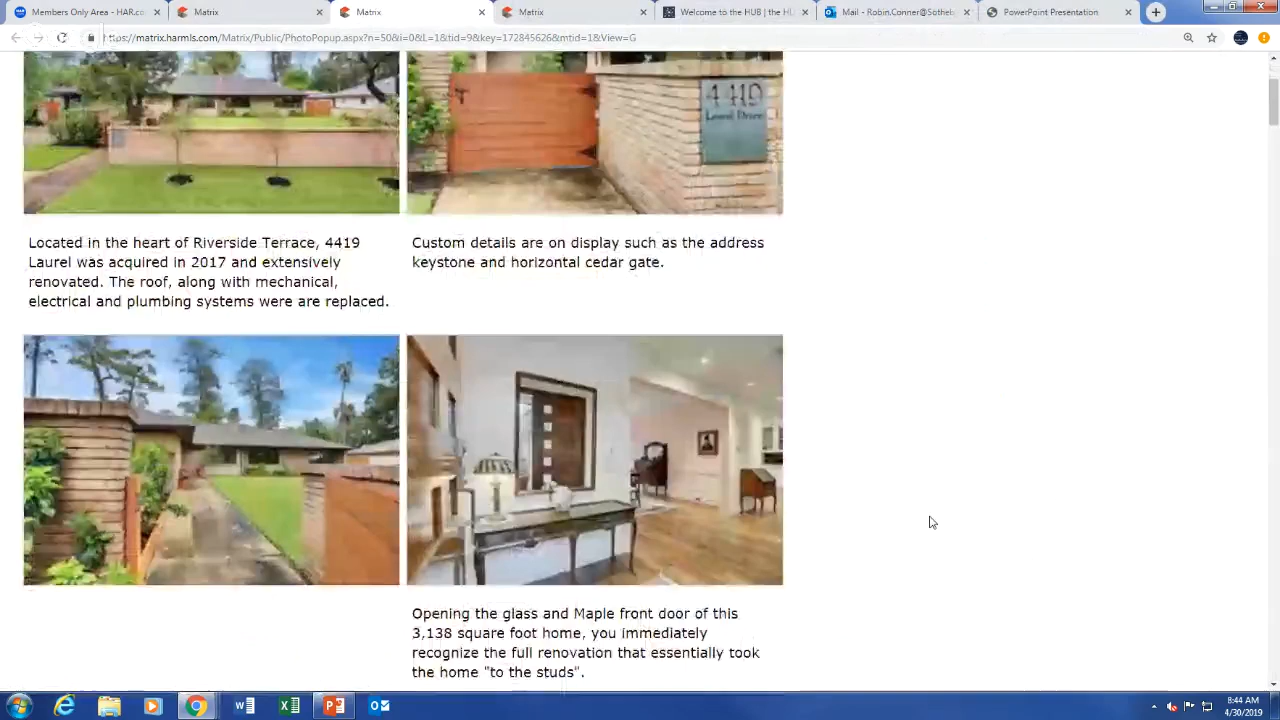 Members Only Area - HAR.co
Matrix
Matrix
Matrix
Welcome to the HUB | the HU
Mail - Robin.Conner@Sotheb
PowerPoint Presentation
ttps://matrix.harmls.com/Matrix/Public/PhotoPopup.aspx?n=50&i=0&L=1&tid=3&key=172845626&mtid=1&View=G
4419
Laurel Drive
Located in the heart of Riverside Terrace, 4419
Laurel was acquired in 2017 and extensively
renovated. The roof, along with mechanical,
electrical and plumbing systems were are replaced.
Custom details are on display such as the address
keystone and horizontal cedar gate.
Opening the glass and Maple front door of this
3,138 square foot home, you immediately
recognize the full renovation that essentially took
the home "to the studs".
8:44 AM
4/30/2019